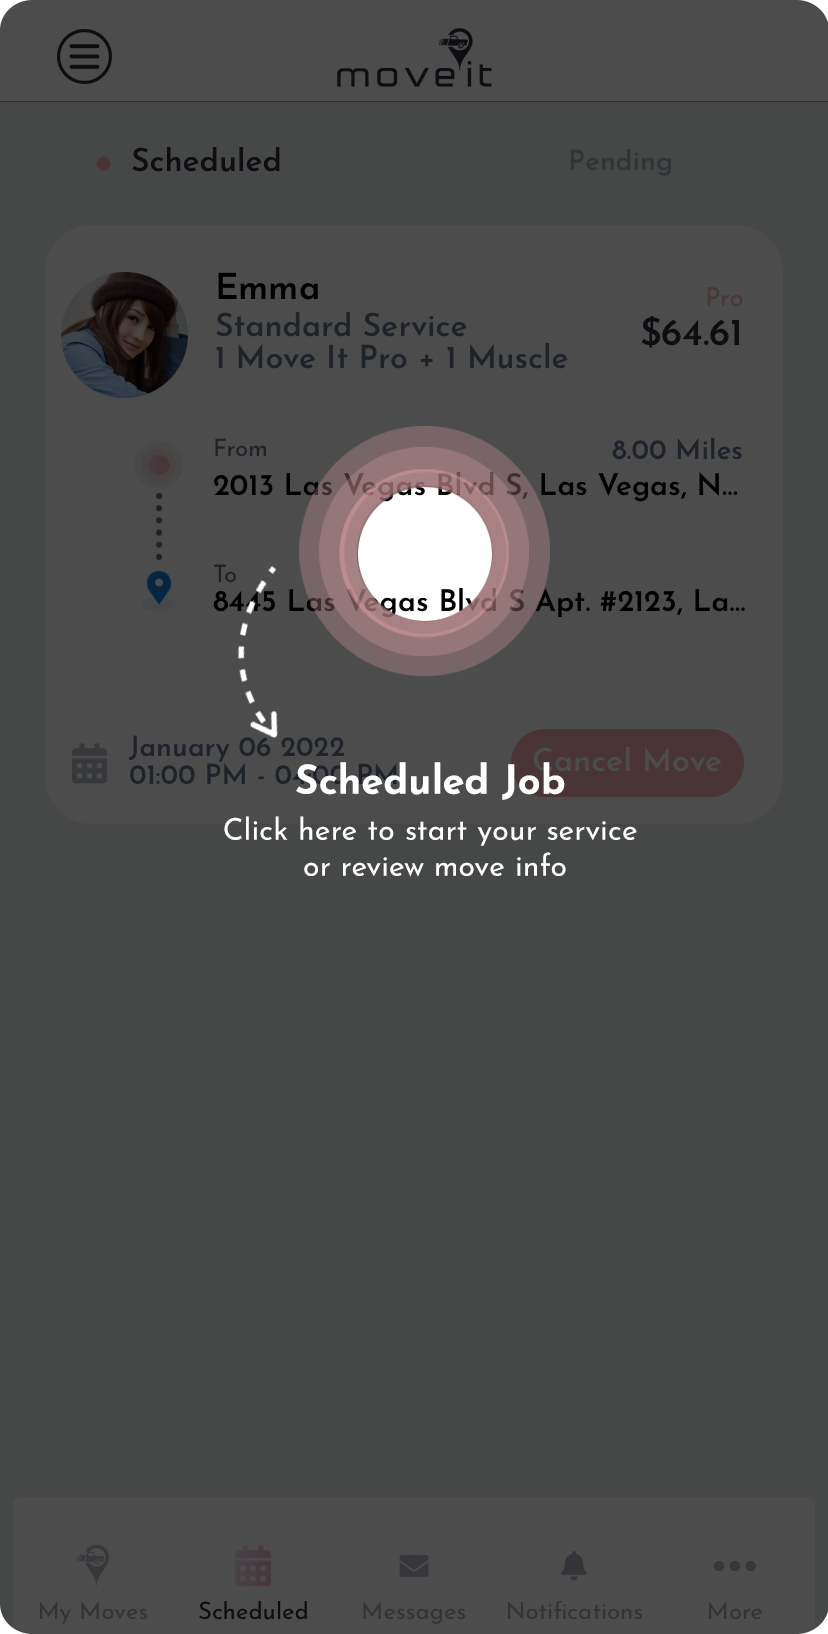 moveit
Scheduled
Pending
Emma
Pro
Standard Service
$64.61
1 Move It Pro + 1 Muscle
From
8.00 Miles
2013 Las Vegas Blvd S, Las Vegas, N...
To
8445 Las Vegas Blvd S Apt. #2123, La...
January 06 2022
01:00 PM - 04:00 PM
Cancel Move
Scheduled Job
Click here to start your service
or review move info
My Moves
Scheduled
Messages
Notifications
More